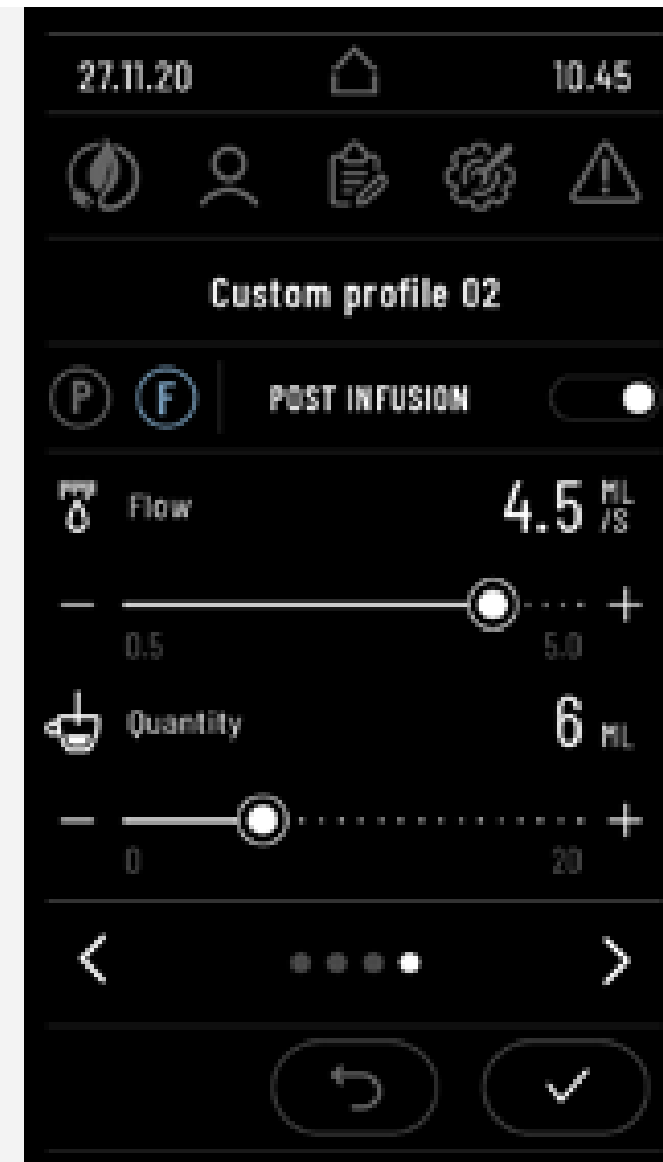 27.11.20 10.45
Custom profile 02
P F POST INFUSION
Flow 4.5 ML/S
0.5 5.0
Quantity 6 ML
0 20